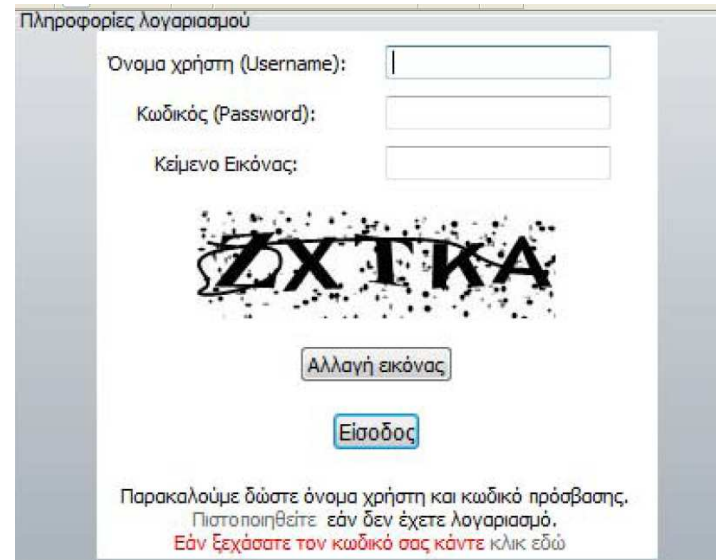 Πληροφορίες λογαριασμού
Όνομα χρήστη (Username):
Κωδικός (Password):
Κείμενο Εικόνας:
ZXTKA
Αλλαγή εικόνας
Είσοδος
Παρακαλούμε δώστε όνομα χρήστη και κωδικό πρόσβασης.
Πιστοποιηθείτε εάν δεν έχετε λογαριασμό.
Εάν ξεχάσατε τον κωδικό σας κάντε κλικ εδώ